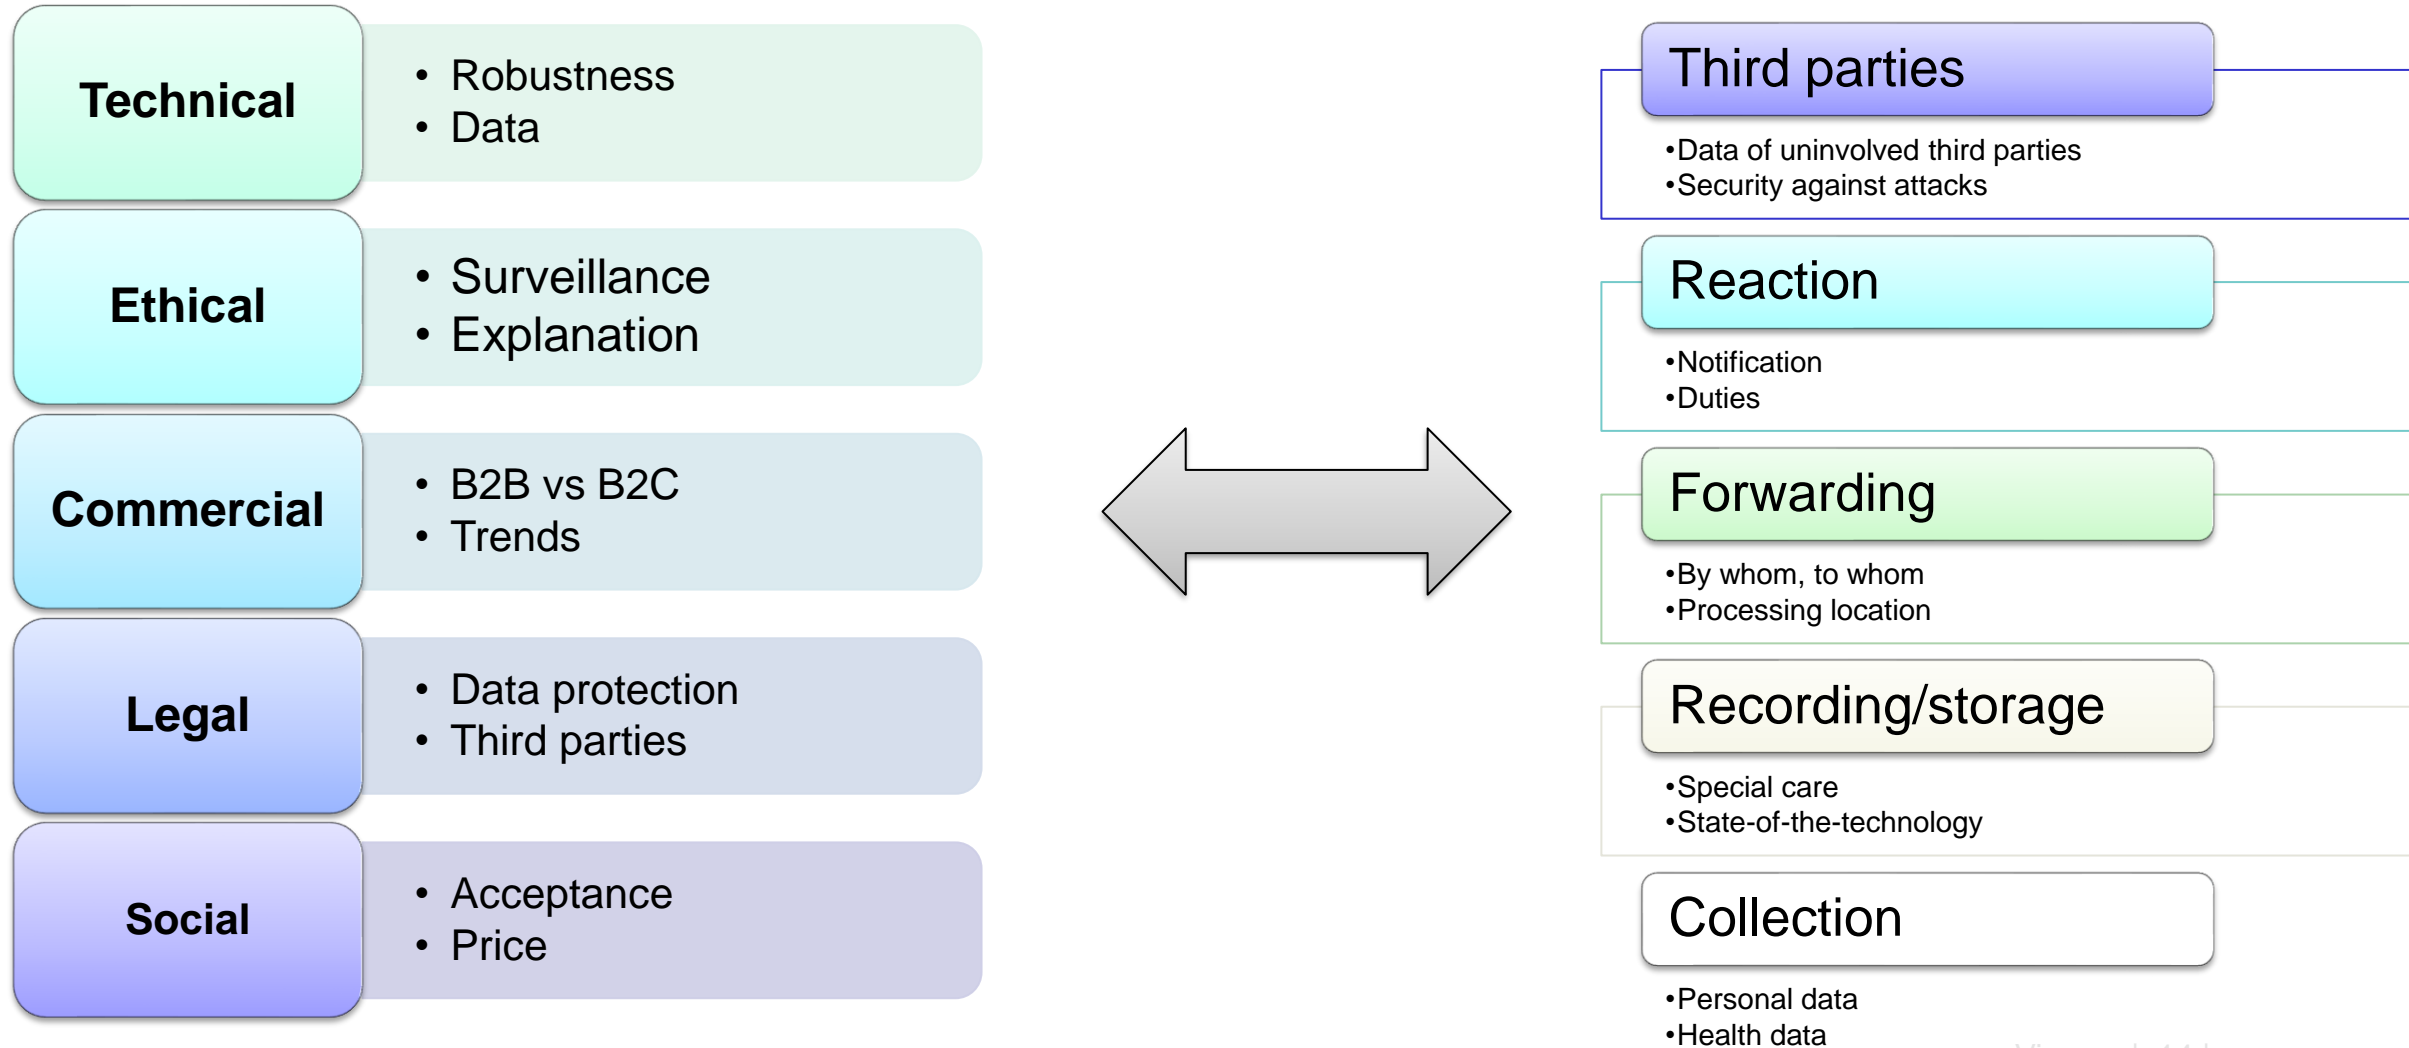 Technical
• Robustness
• Data
Ethical
• Surveillance
• Explanation
Commercial
• B2B vs B2C
• Trends
Legal
• Data protection
• Third parties
Social
• Acceptance
• Price
Third parties
•Data of uninvolved third parties
•Security against attacks
Reaction
•Notification
•Duties
Forwarding
•By whom, to whom
•Processing location
Recording/storage
•Special care
•State-of-the-technology
Collection
•Personal data
•Health data